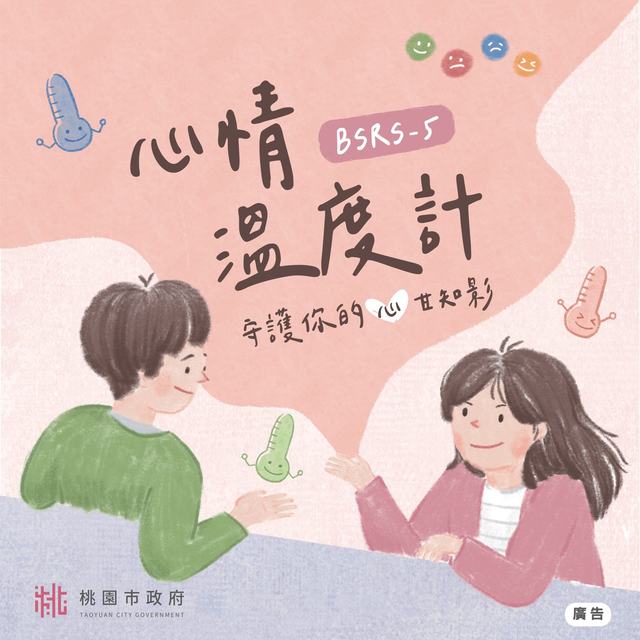 心情
BSRS-5
溫度計
守護你的心甘知影
桃園市政府
TAOYUAN CITY GOVERNMENT
廣告